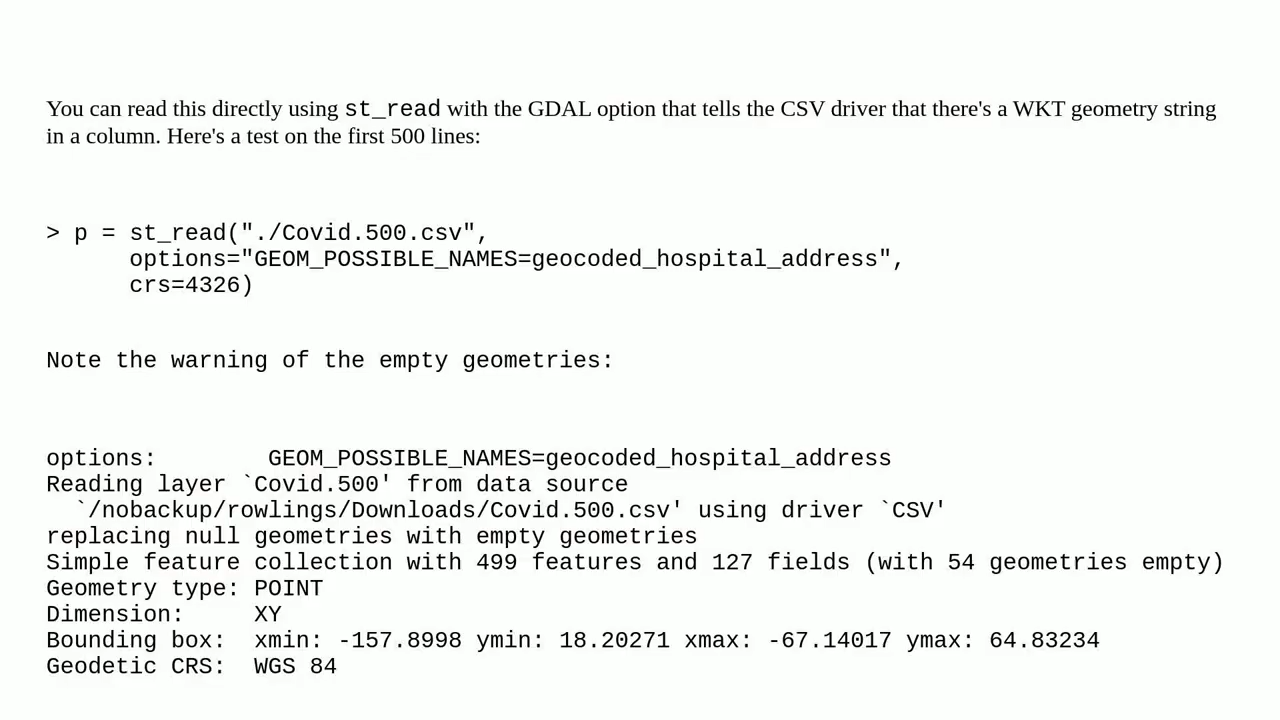 You can read this directly using st_read with the GDAL option that tells the CSV driver that there's a WKT geometry string
in a column. Here's a test on the first 500 lines:
> p = st_read("./Covid.500.csv",
      options="GEOM_POSSIBLE_NAMES=geocoded_hospital_address",
      crs=4326)
Note the warning of the empty geometries:
options:        GEOM_POSSIBLE_NAMES=geocoded_hospital_address
Reading layer `Covid.500' from data source
  `/nobackup/rowlings/Downloads/Covid.500.csv' using driver `CSV'
replacing null geometries with empty geometries
Simple feature collection with 499 features and 127 fields (with 54 geometries empty)
Geometry type: POINT
Dimension:     XY
Bounding box:  xmin: -157.8998 ymin: 18.20271 xmax: -67.14017 ymax: 64.83234
Geodetic CRS:  WGS 84